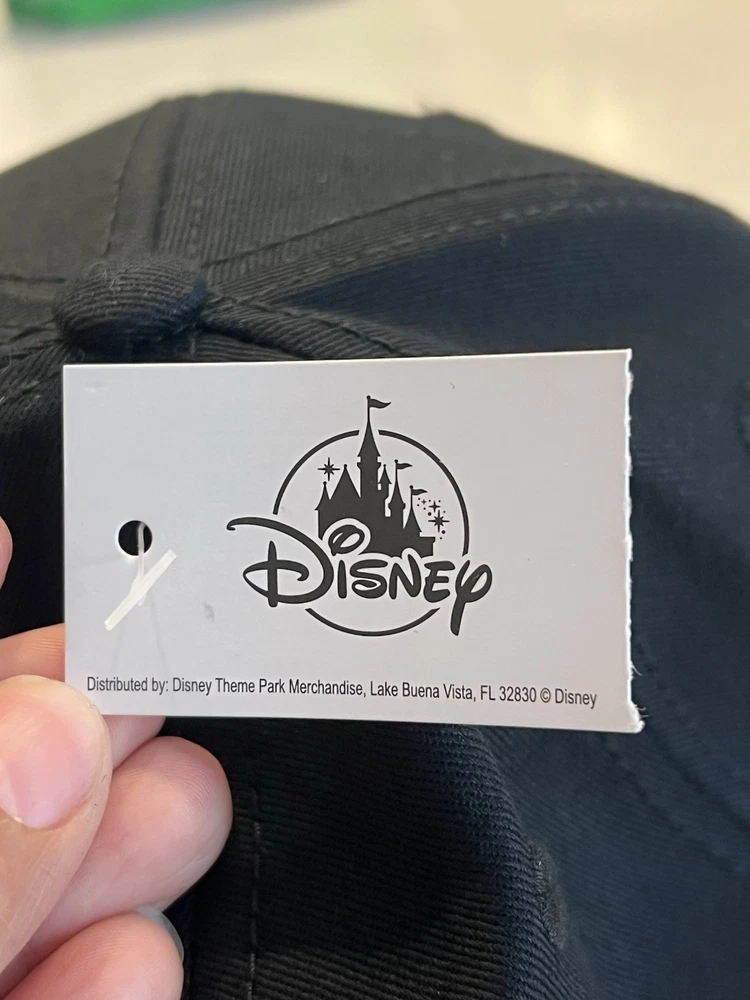 Disney
Distributed by: Disney Theme Park Merchandise, Lake Buena Vista, FL 32830 © Disney